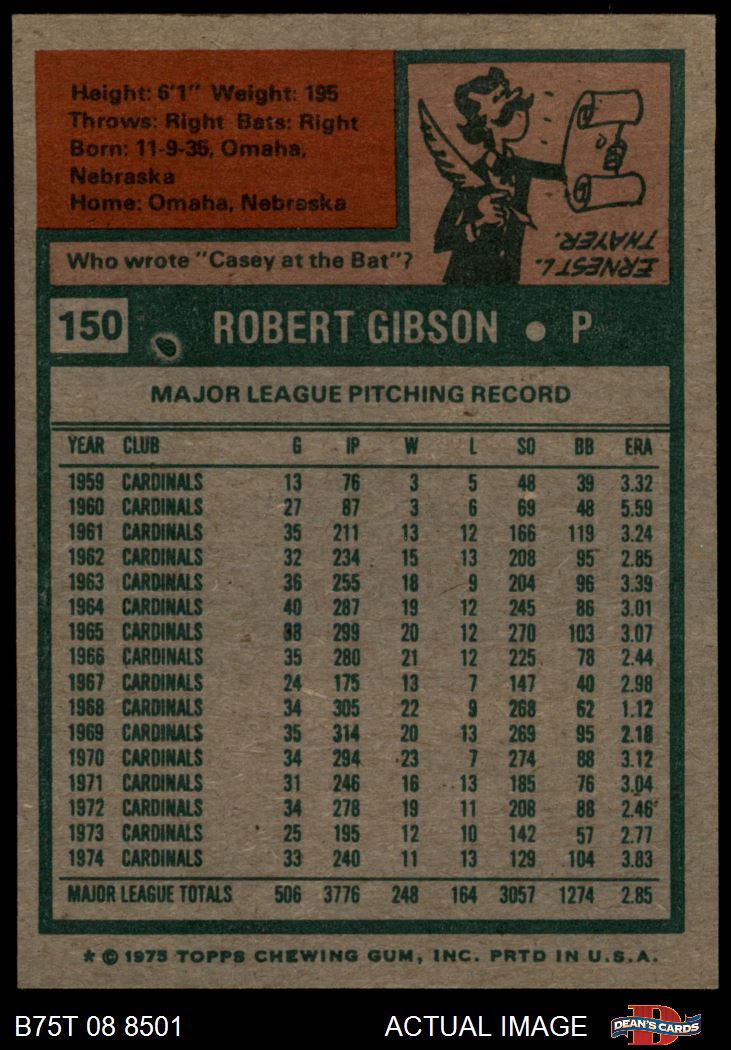 Height: 6'1" Weight: 195
Throws: Right Bats: Right
Born: 11-9-35, Omaha,
Nebraska
Home: Omaha, Nebraska
Who wrote "Casey at the Bat"?
ERNEST L.
THAYER.
150 ROBERT GIBSON • P
MAJOR LEAGUE PITCHING RECORD
YEAR CLUB G IP W L SO BB ERA
1959 CARDINALS 13 76 3 5 48 39 3.32
1960 CARDINALS 27 87 3 6 69 48 5.59
1961 CARDINALS 35 211 13 12 166 119 3.24
1962 CARDINALS 32 234 15 13 208 95 2.85
1963 CARDINALS 36 255 18 9 204 96 3.39
1964 CARDINALS 40 287 19 12 245 86 3.01
1965 CARDINALS 38 299 20 12 270 103 3.07
1966 CARDINALS 35 280 21 12 225 78 2.44
1967 CARDINALS 24 175 13 7 147 40 2.98
1968 CARDINALS 34 305 22 9 268 62 1.12
1969 CARDINALS 35 314 20 13 269 95 2.18
1970 CARDINALS 34 294 23 7 274 88 3.12
1971 CARDINALS 31 246 16 13 185 76 3.04
1972 CARDINALS 34 278 19 11 208 88 2.46
1973 CARDINALS 25 195 12 10 142 57 2.77
1974 CARDINALS 33 240 11 13 129 104 3.83
MAJOR LEAGUE TOTALS 506 3776 248 164 3057 1274 2.85
* © 1975 TOPPS CHEWING GUM, INC. PRTD IN U.S.A.
B75T 08 8501 ACTUAL IMAGE D DEAN'S CARDS